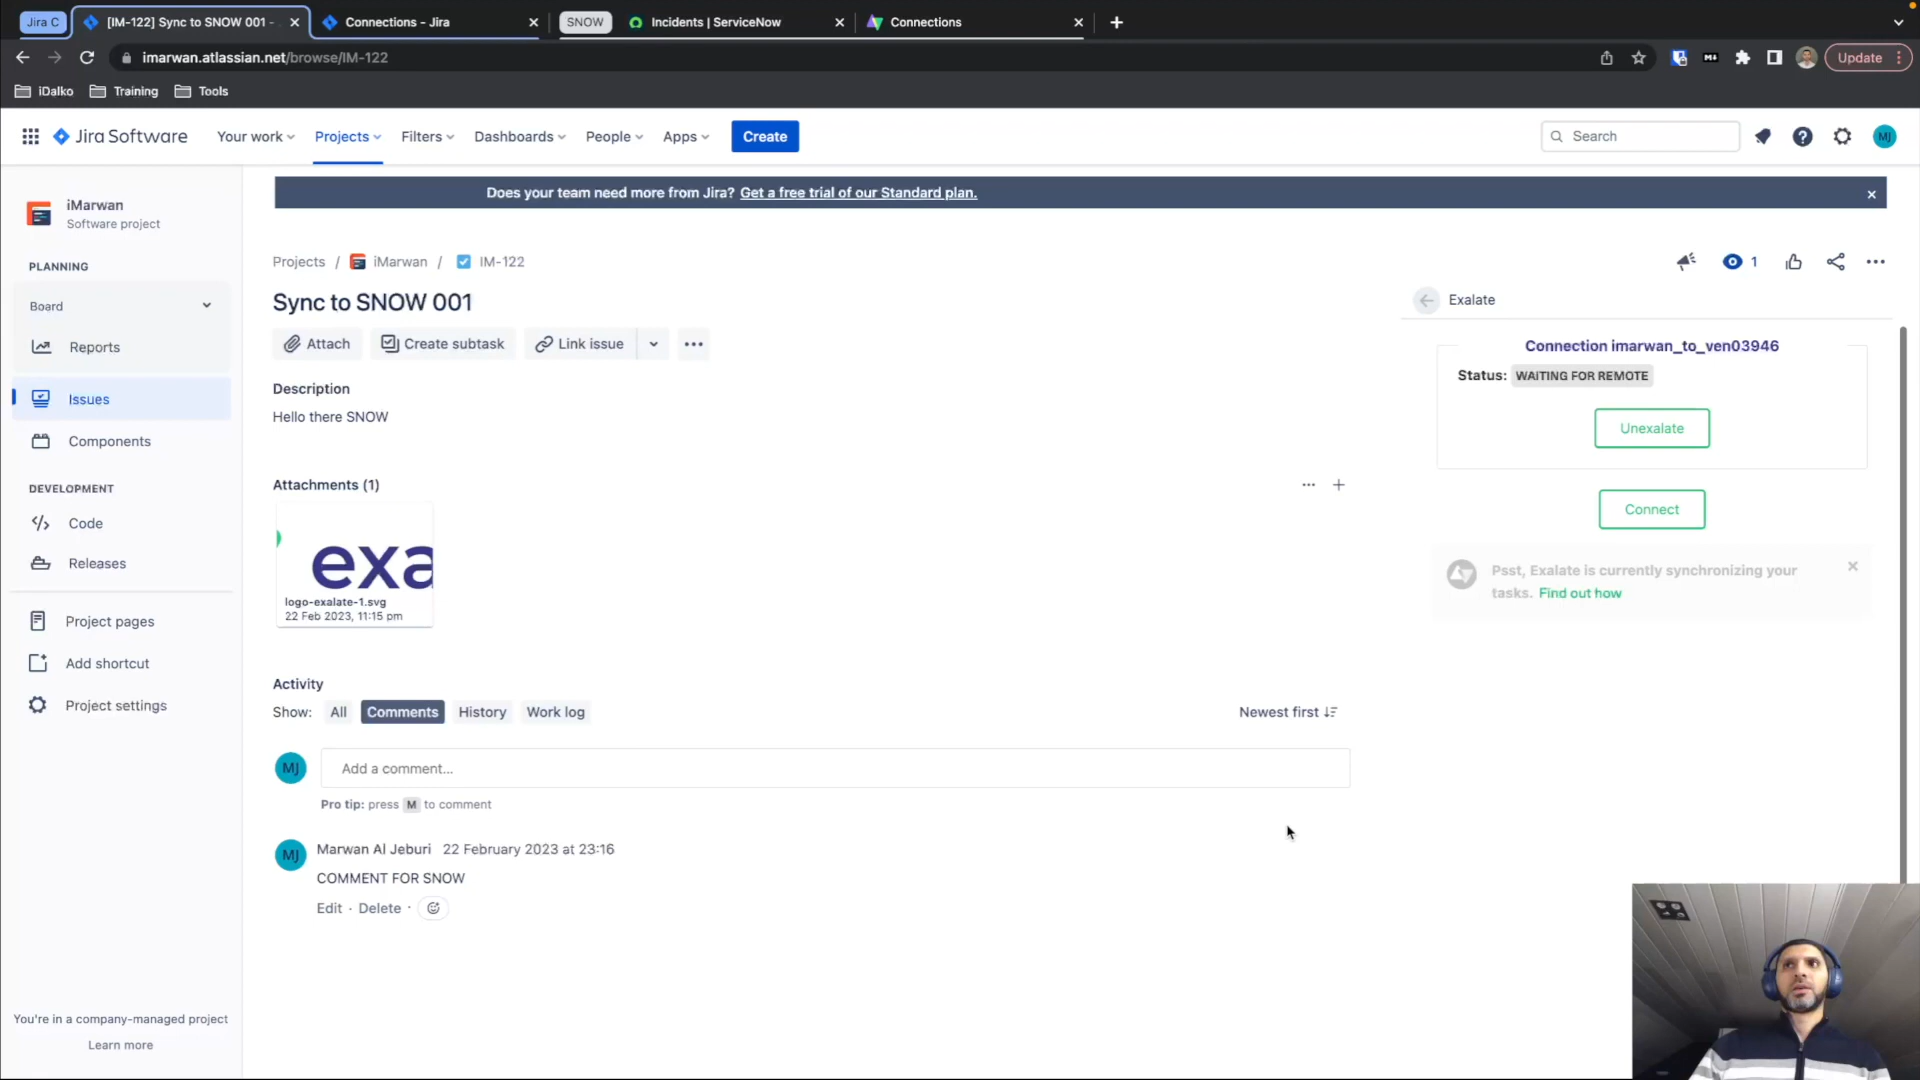 Jira C
[IM-122] Sync to SNOW 001 -
Connections - Jira
SNOW
Incidents | ServiceNow
Connections
imarwan.atlassian.net/browse/IM-122
Update
iDalko
Training
Tools
Jira Software
Your work
Projects
Filters
Dashboards
People
Apps
Create
Search
MJ
iMarwan
Software project
PLANNING
Board
Reports
Issues
Components
DEVELOPMENT
Code
Releases
Project pages
Add shortcut
Project settings
You're in a company-managed project
Learn more
Does your team need more from Jira? Get a free trial of our Standard plan.
Projects / iMarwan / IM-122
1
Sync to SNOW 001
Attach
Create subtask
Link issue
Description
Hello there SNOW
Attachments (1)
exa
logo-exalate-1.svg
22 Feb 2023, 11:15 pm
Activity
Show: All Comments History Work log
Newest first
MJ
Add a comment...
Pro tip: press M to comment
MJ
Marwan Al Jeburi 22 February 2023 at 23:16
COMMENT FOR SNOW
Edit · Delete ·
Exalate
Connection imarwan_to_ven03946
Status: WAITING FOR REMOTE
Unexalate
Connect
Psst, Exalate is currently synchronizing your
tasks. Find out how